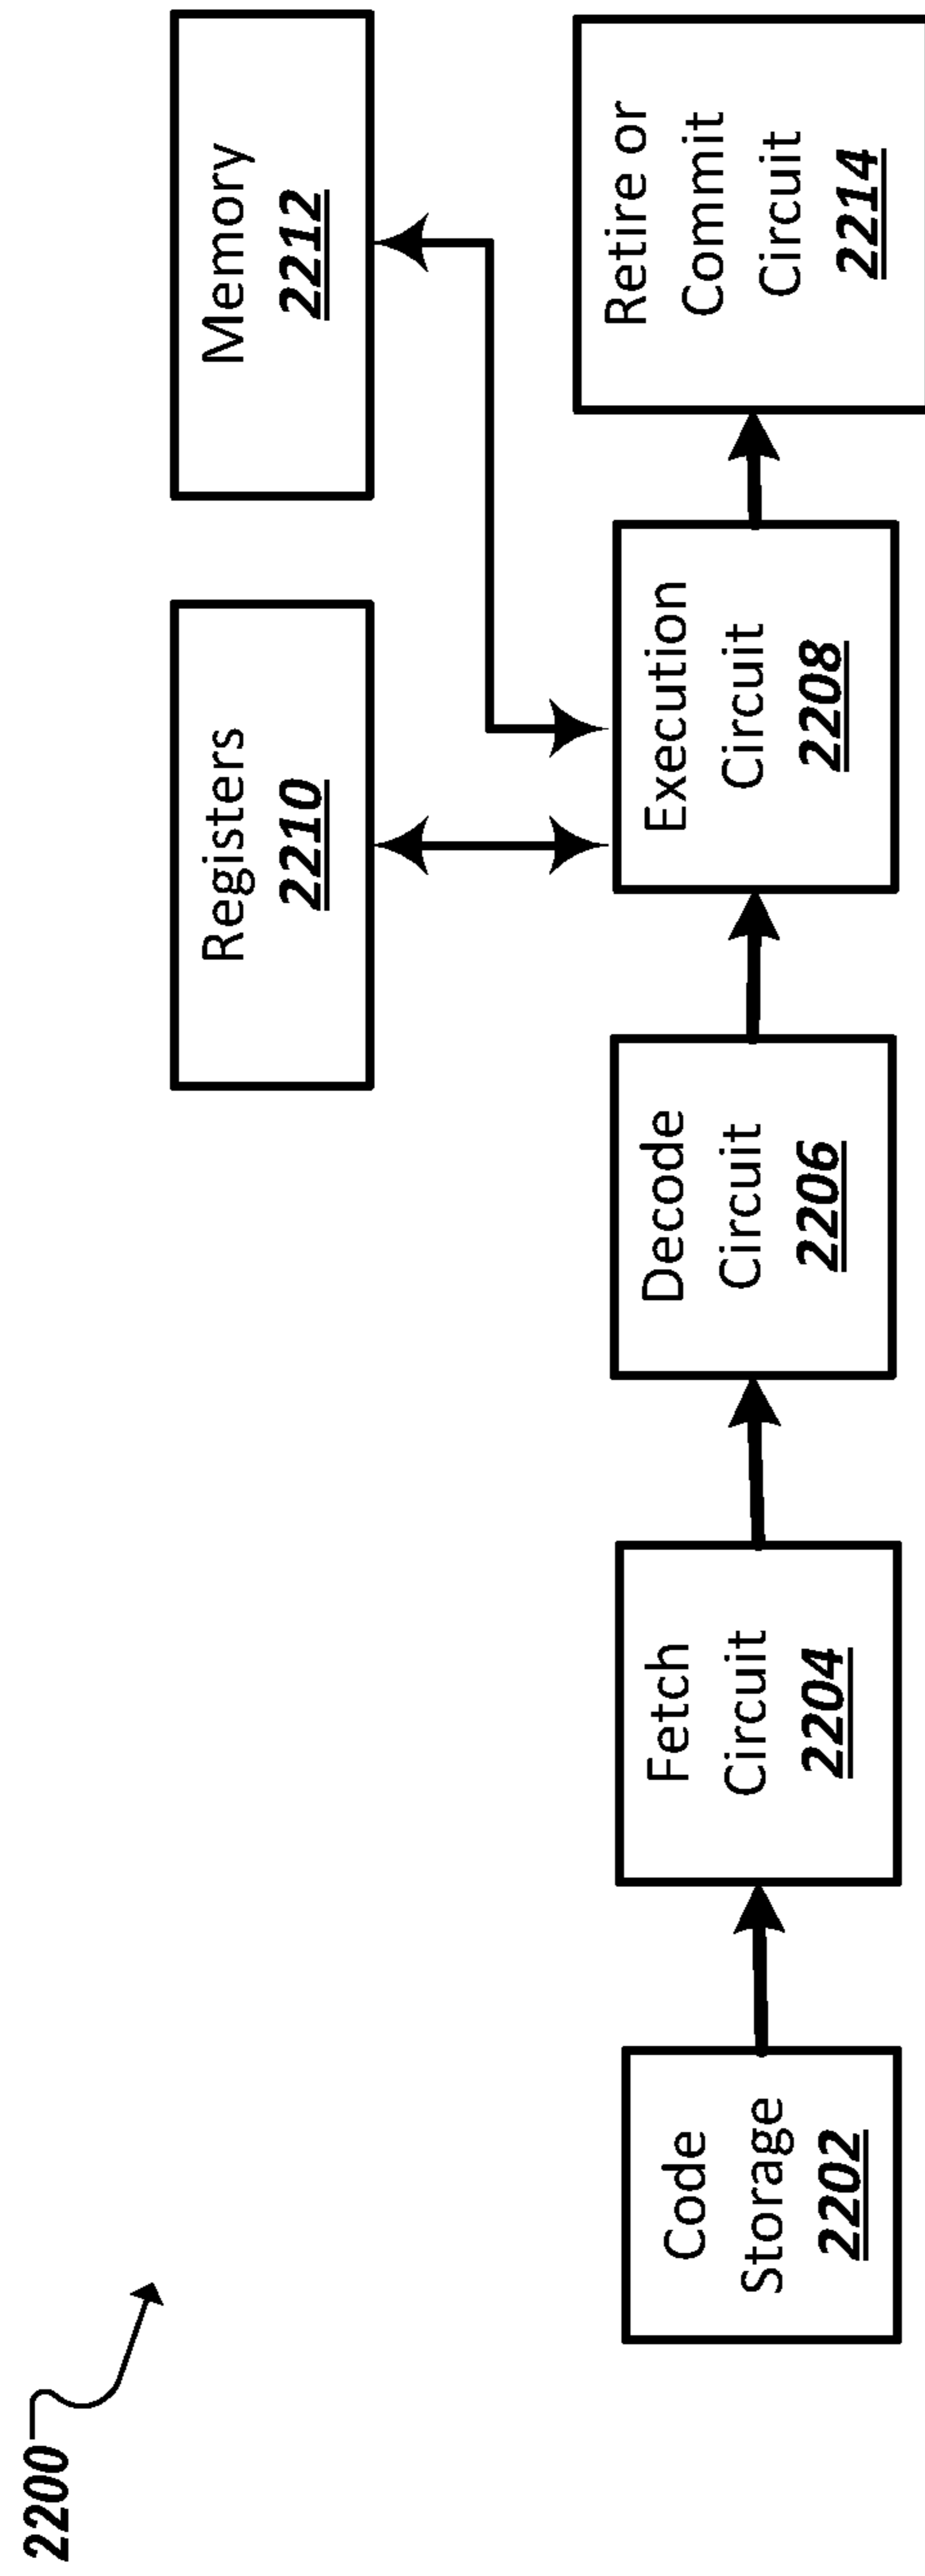 2200
Registers
2210
Memory
2212
Code
Storage
2202
Fetch
Circuit
2204
Decode
Circuit
2206
Execution
Circuit
2208
Retire or
Commit
Circuit
2214